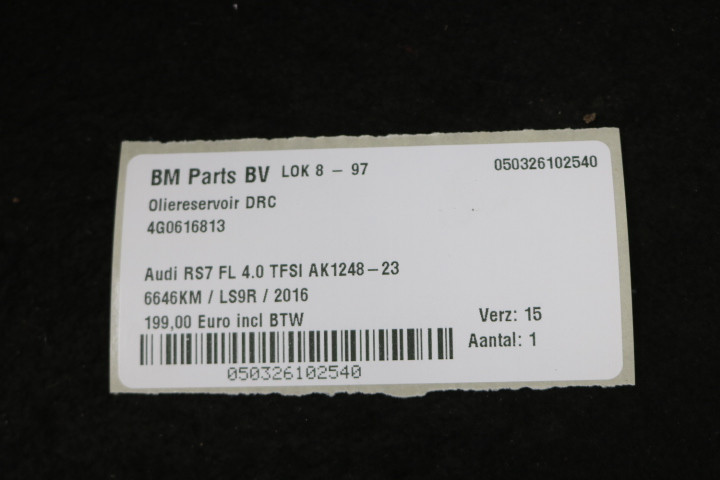 BM Parts BV LOK 8 - 97 050326102540
Oliereservoir DRC
4G0616813
Audi RS7 FL 4.0 TFSI AK1248-23
6646KM / LS9R / 2016
199,00 Euro incl BTW Verz: 15
Aantal: 1
050326102540